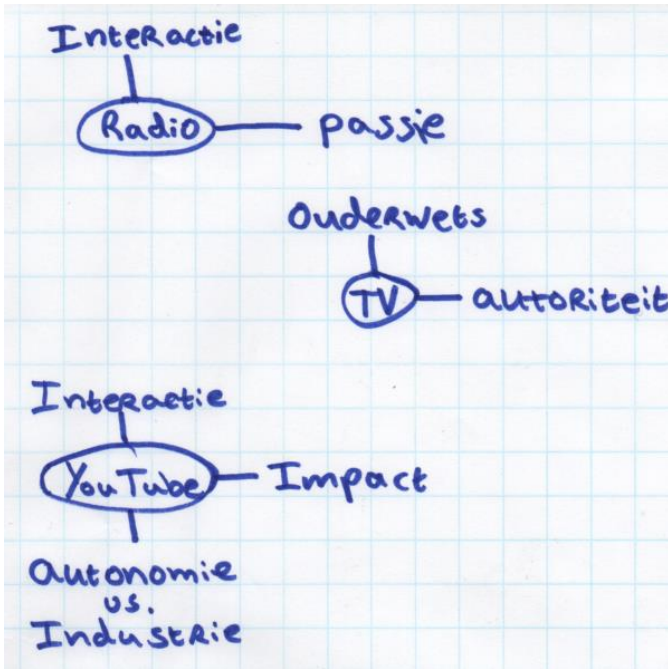 Interactie
Radio
passie
Ouderwets
TV
autoriteit
Interactie
YouTube
Impact
autonomie
vs.
Industrie